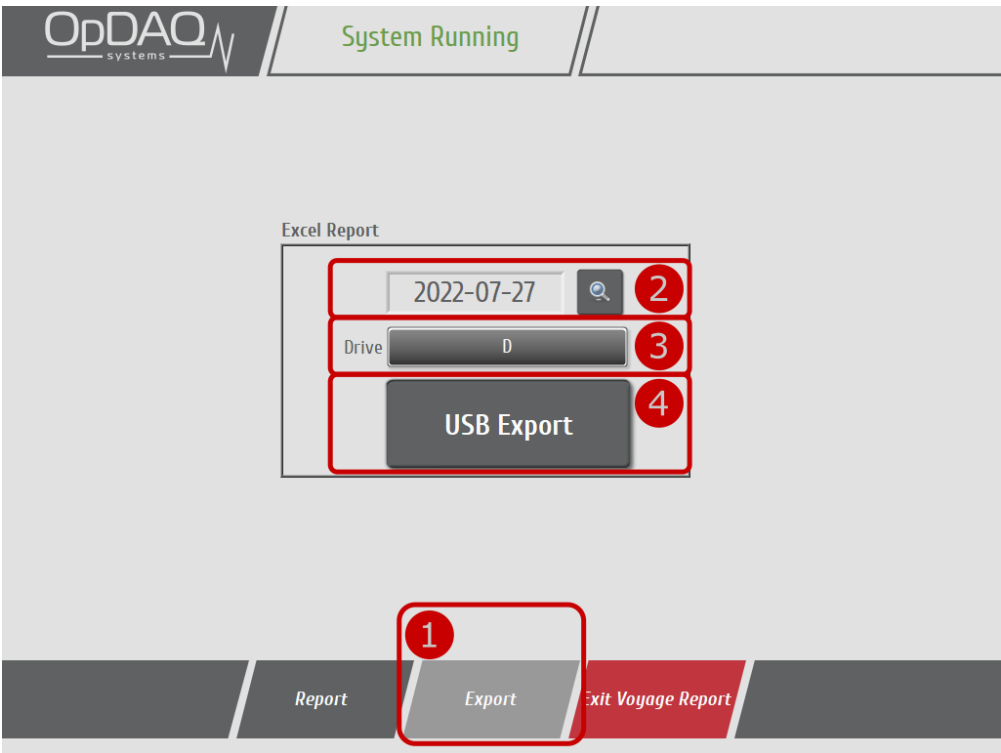 OpDAQ
systems
System Running
Excel Report
2022-07-27
2
Drive
D
3
USB Export
4
1
Report
Export
Exit Voyage Report